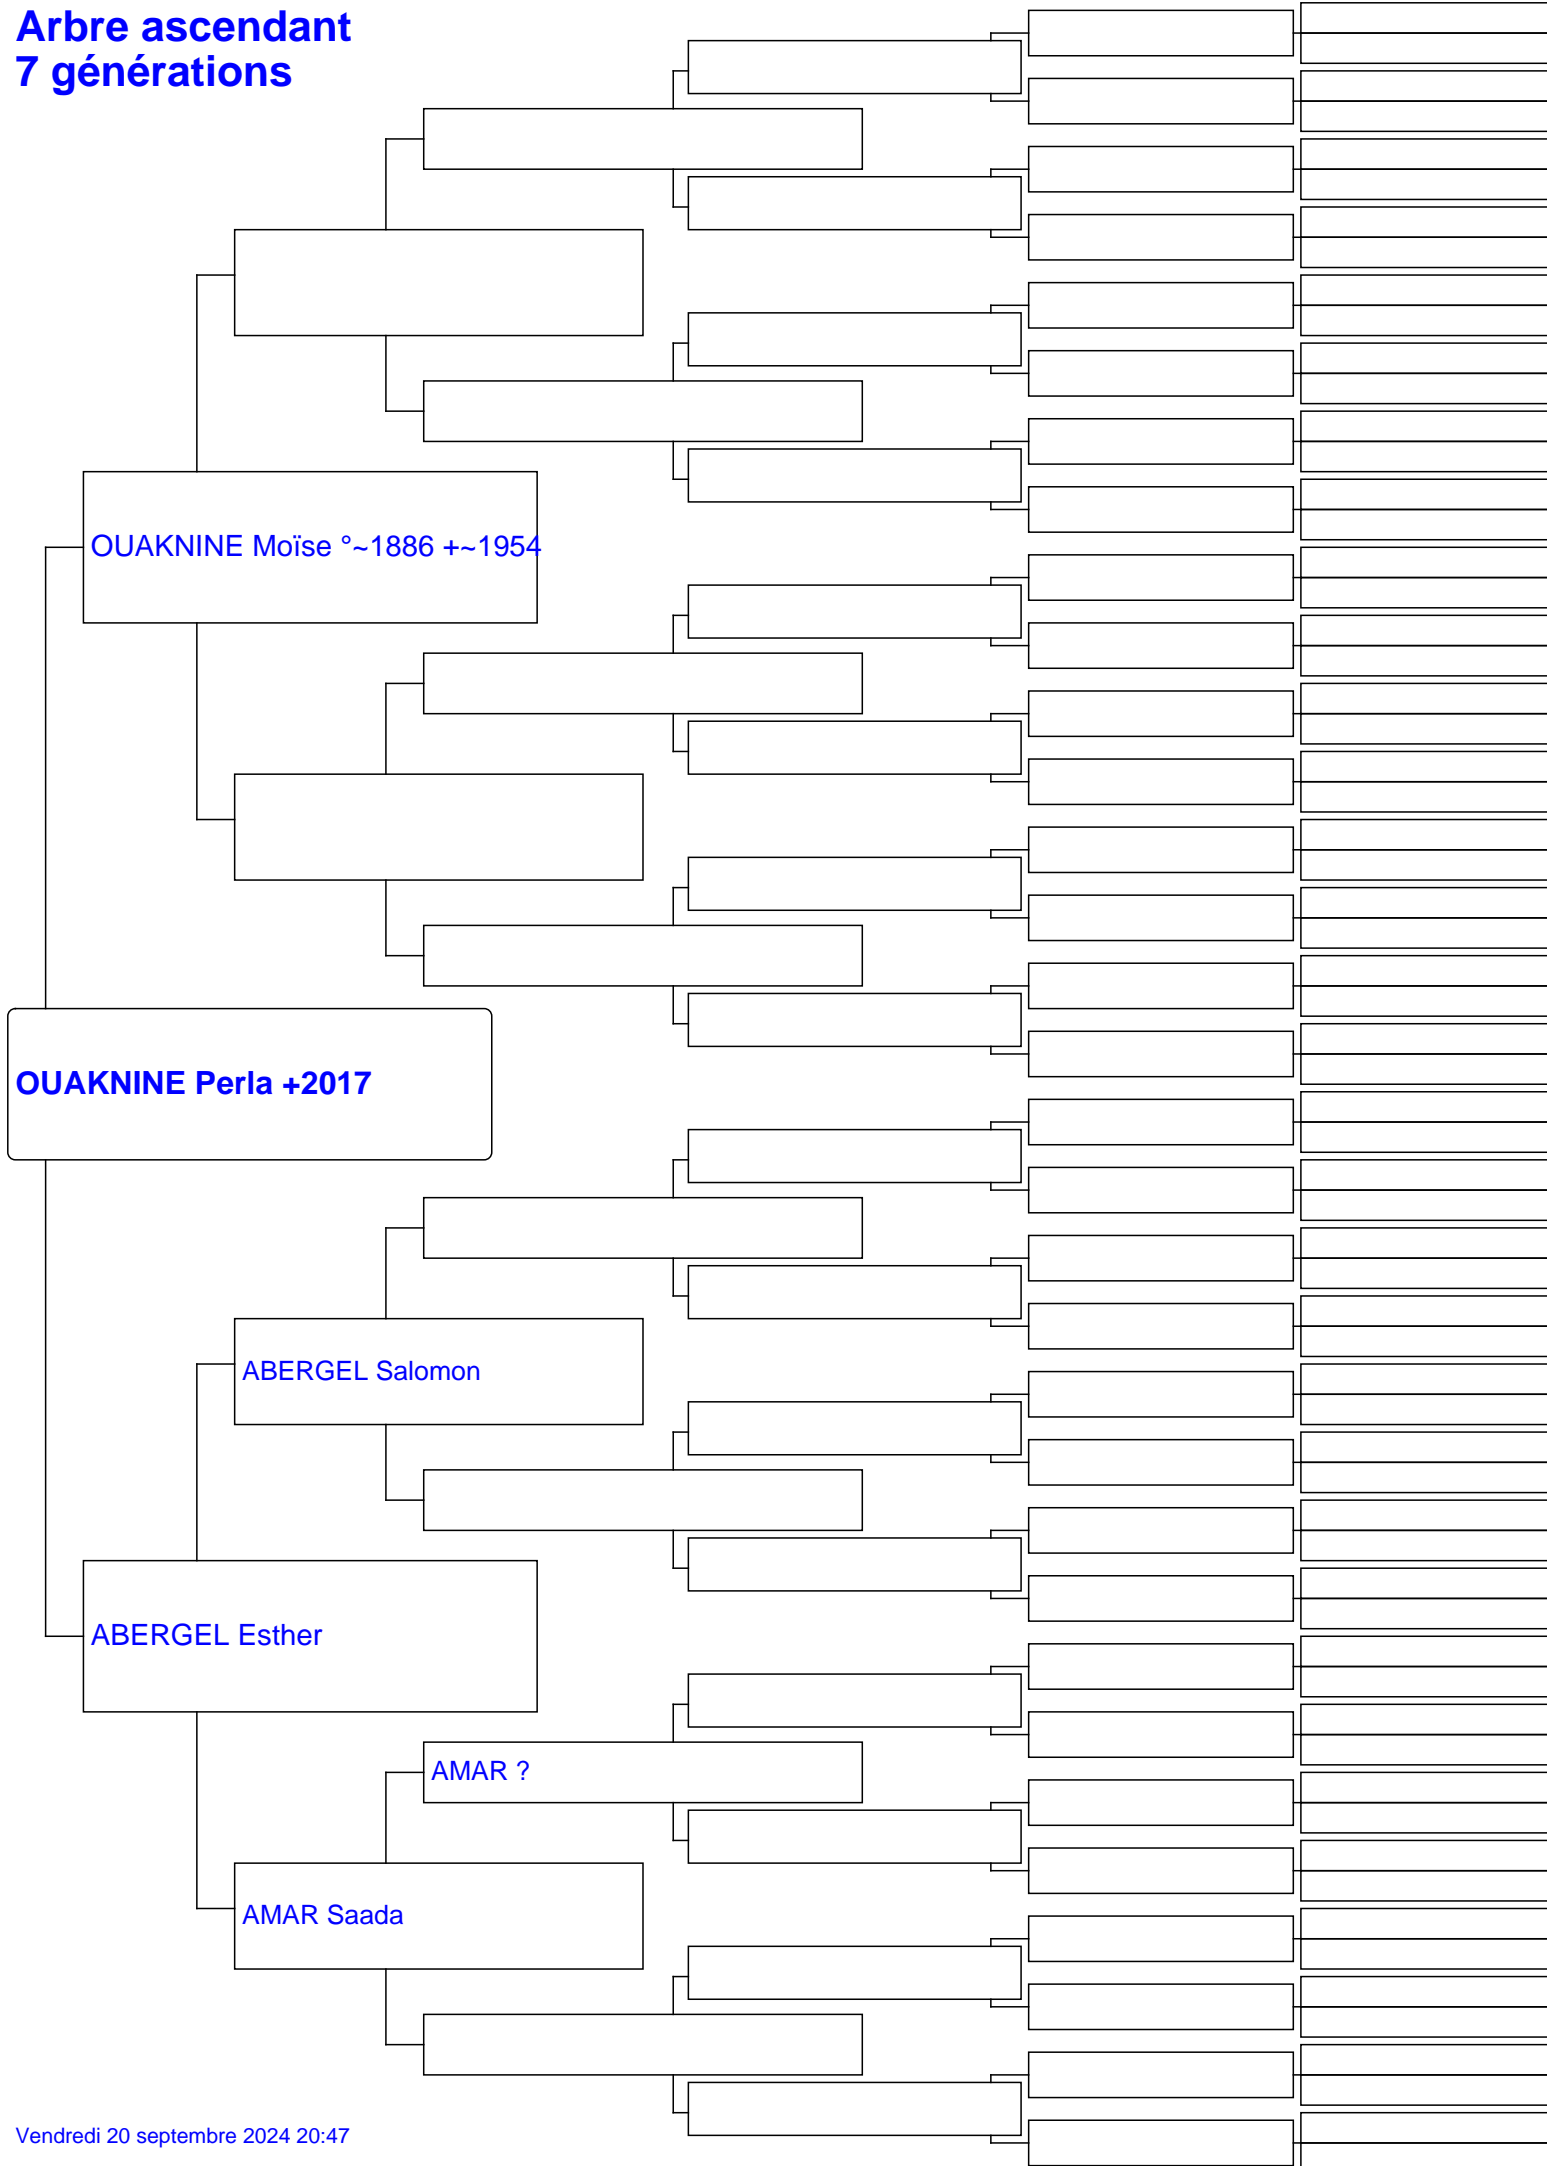 Arbre ascendant
7 générations
OUAKNINE Moïse °~1886 +~1954
OUAKNINE Perla +2017
ABERGEL Salomon
ABERGEL Esther
AMAR ?
AMAR Saada
Vendredi 20 septembre 2024 20:47